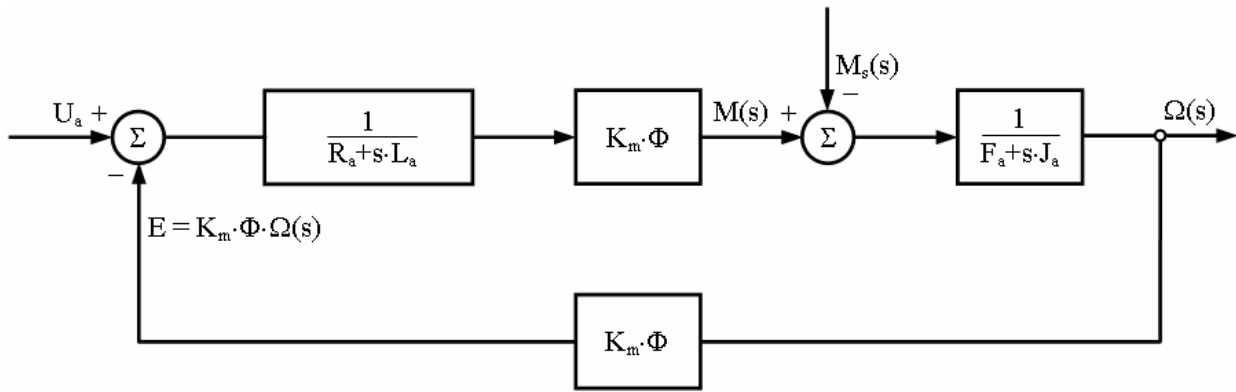 Mₛ(s)
Uₐ +
Σ
−
1
Rₐ+s·Lₐ
Kₘ·Φ
M(s) +
−
Σ
1
Fₐ+s·Jₐ
Ω(s)
E = Kₘ·Φ·Ω(s)
Kₘ·Φ